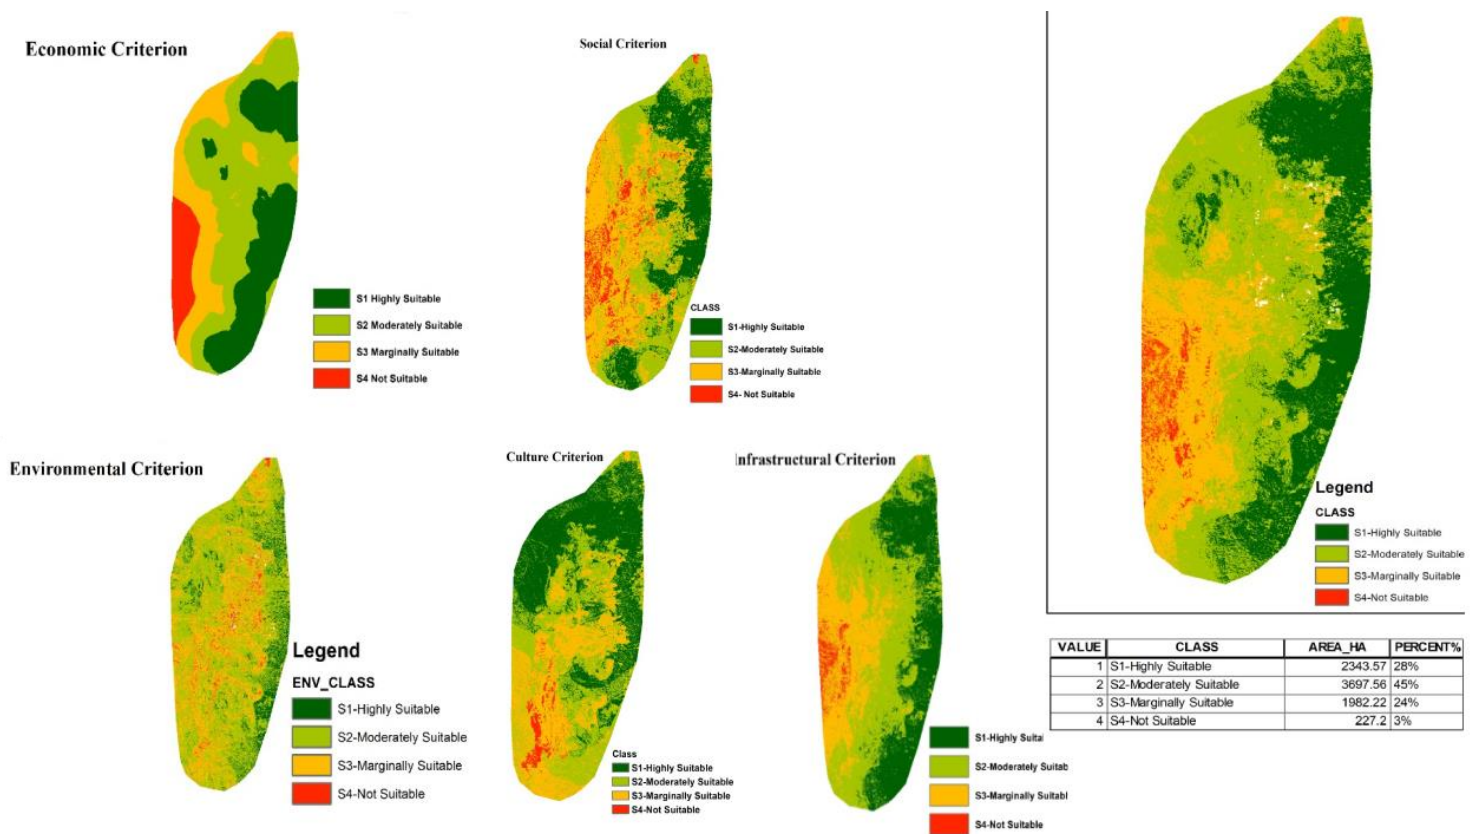 Economic Criterion
S1 Highly Suitable
S2 Moderately Suitable
S3 Marginally Suitable
S4 Not Suitable
Social Criterion
CLASS
S1-Highly Suitable
S2-Moderately Suitable
S3-Marginally Suitable
S4- Not Suitable
Legend
CLASS
S1-Highly Suitable
S2-Moderately Suitable
S3-Marginally Suitable
S4-Not Suitable
Environmental Criterion
Legend
ENV_CLASS
S1-Highly Suitable
S2-Moderately Suitable
S3-Marginally Suitable
S4-Not Suitable
Culture Criterion
Class
S1-Highly Suitable
S2-Moderately Suitable
S3-Marginally Suitable
S4-Not Suitable
Infrastructural Criterion
S1-Highly Suital
S2-Moderately Suitab
S3-Marginally Suitabl
S4-Not Suitable
VALUE CLASS AREA_HA PERCENT%
1 S1-Highly Suitable 2343.57 28%
2 S2-Moderately Suitable 3697.56 45%
3 S3-Marginally Suitable 1982.22 24%
4 S4-Not Suitable 227.2 3%